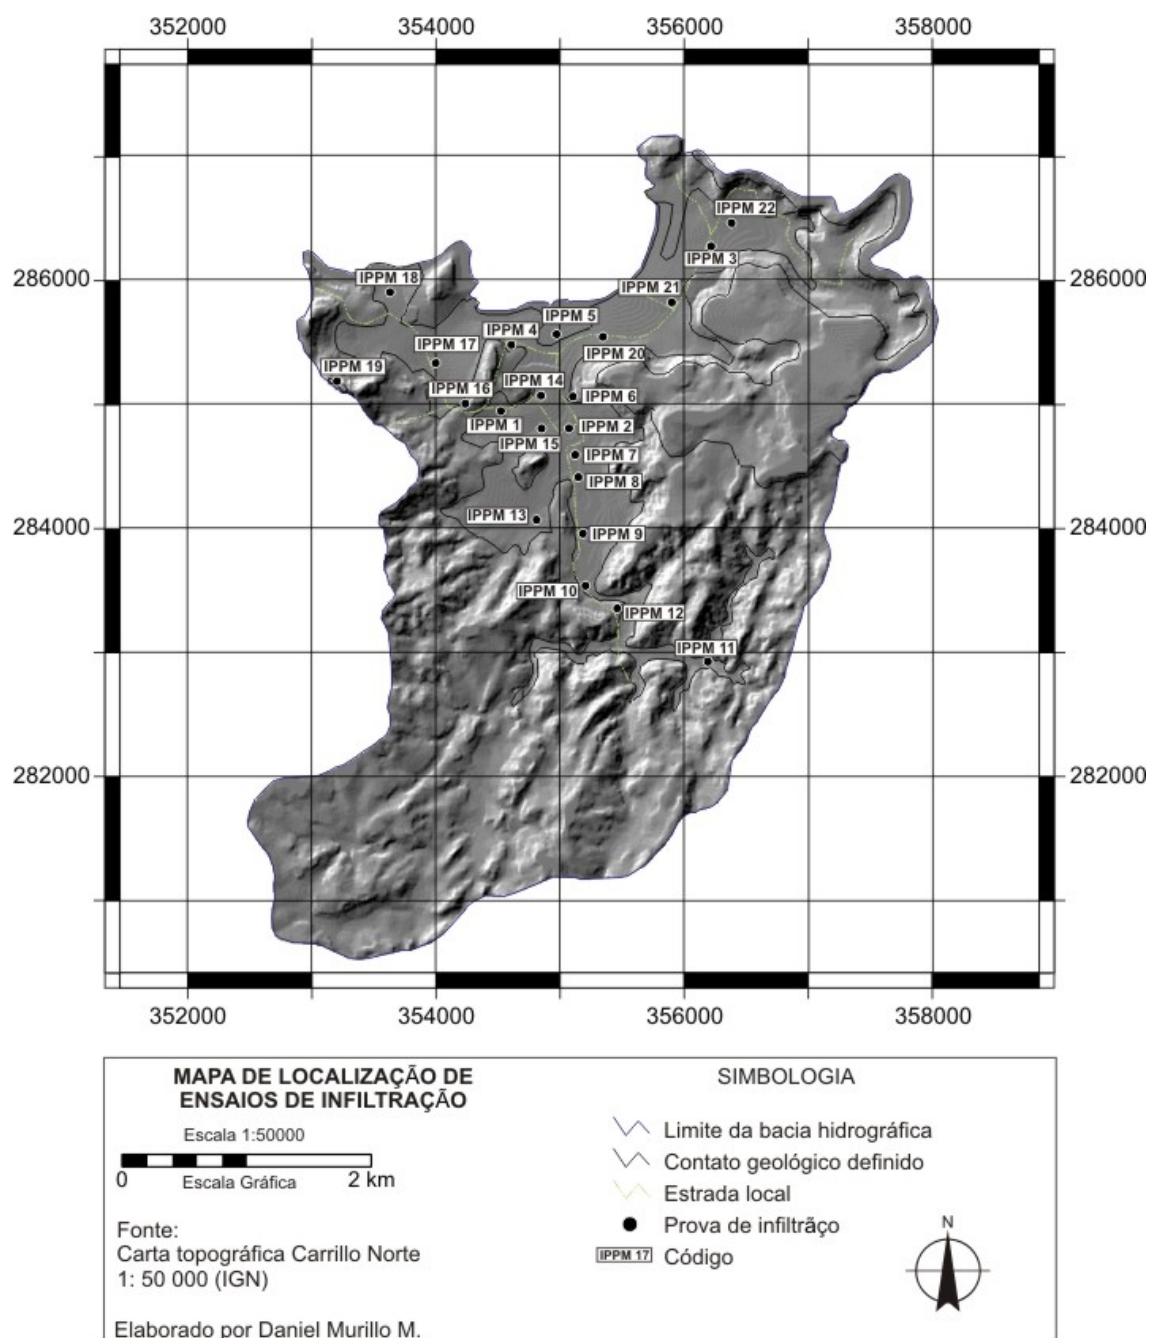 352000 354000 356000 358000
IPPM 22
IPPM 3
286000 286000
IPPM 18
IPPM 21
IPPM 5
IPPM 4
IPPM 17
IPPM 20
IPPM 19
IPPM 14
IPPM 16
IPPM 6
IPPM 1
IPPM 2
IPPM 15
IPPM 7
IPPM 8
IPPM 13
284000 284000
IPPM 9
IPPM 10
IPPM 12
IPPM 11
282000 282000
352000 354000 356000 358000
MAPA DE LOCALIZAÇÃO DE
ENSAIOS DE INFILTRAÇÃO
Escala 1:50000
0 Escala Gráfica 2 km
Fonte:
Carta topográfica Carrillo Norte
1: 50 000 (IGN)
Elaborado por Daniel Murillo M.
SIMBOLOGIA
Limite da bacia hidrográfica
Contato geológico definido
Estrada local
Prova de infiltrãço
IPPM 17 Código
N